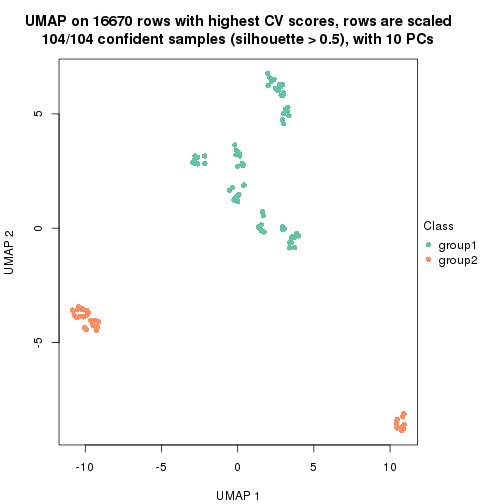 UMAP on 16670 rows with highest CV scores, rows are scaled
104/104 confident samples (silhouette > 0.5), with 10 PCs
5
0
-5
UMAP 2
-10
-5
0
5
10
UMAP 1
Class
group1
group2